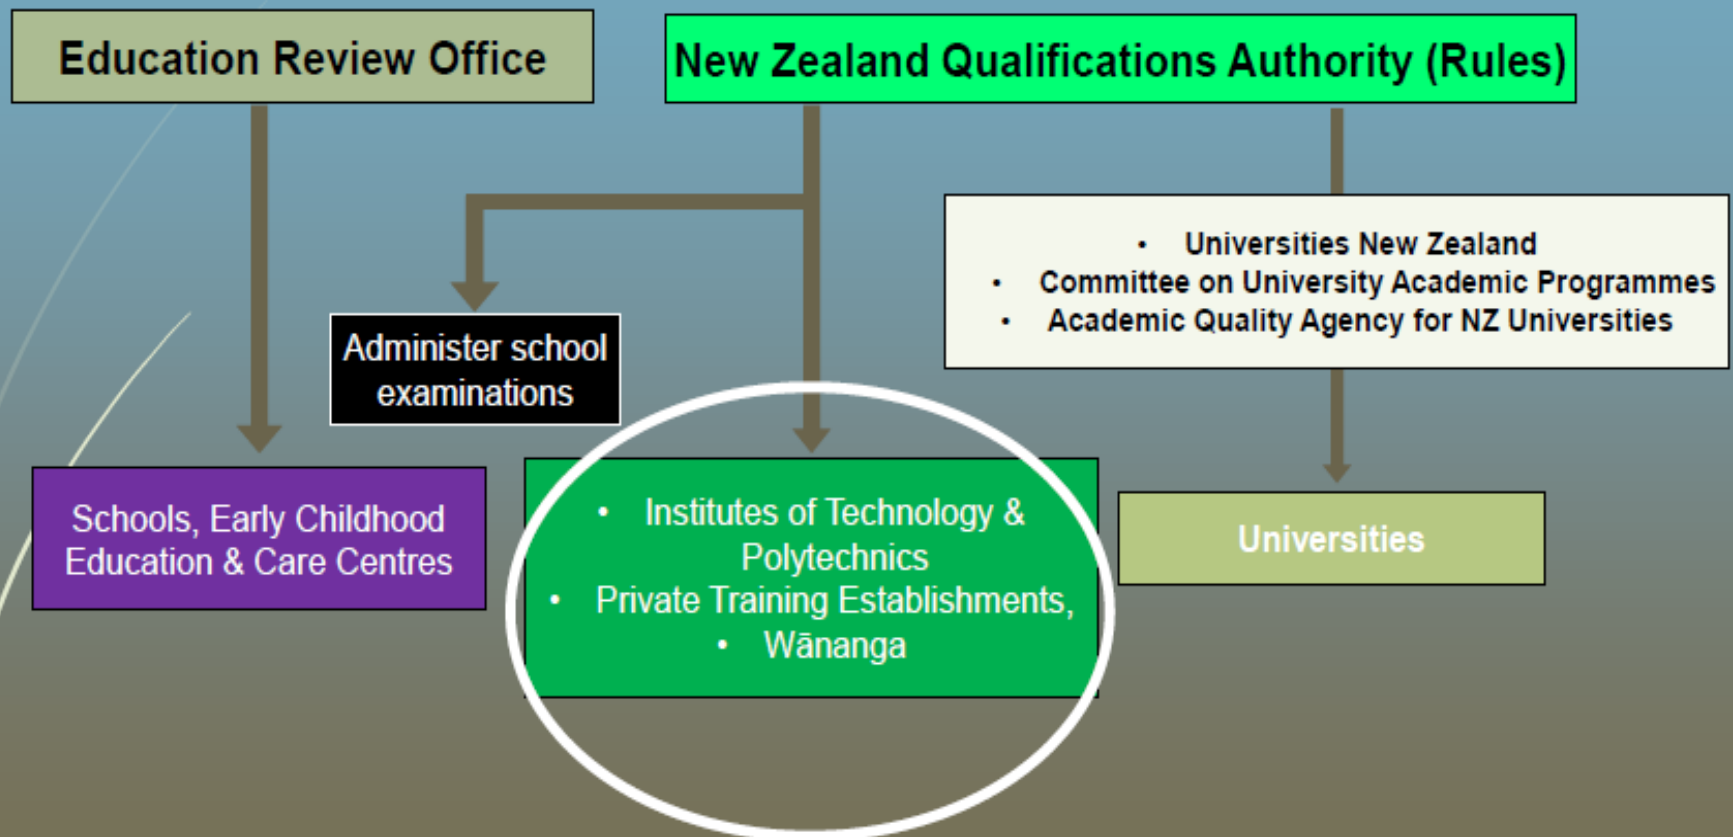 Education Review Office
New Zealand Qualifications Authority (Rules)
• Universities New Zealand
• Committee on University Academic Programmes
• Academic Quality Agency for NZ Universities
Administer school
examinations
Schools, Early Childhood
Education & Care Centres
• Institutes of Technology &
Polytechnics
• Private Training Establishments,
• Wānanga
Universities